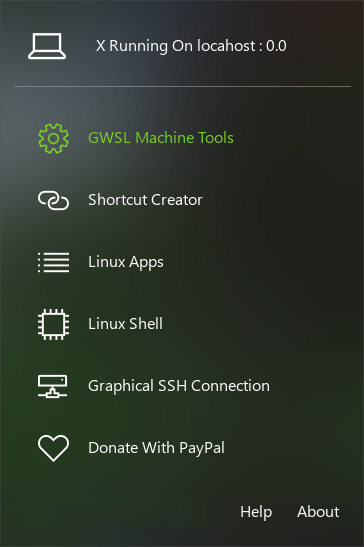 X Running On locahost : 0.0
GWSL Machine Tools
Shortcut Creator
Linux Apps
Linux Shell
Graphical SSH Connection
Donate With PayPal
Help About